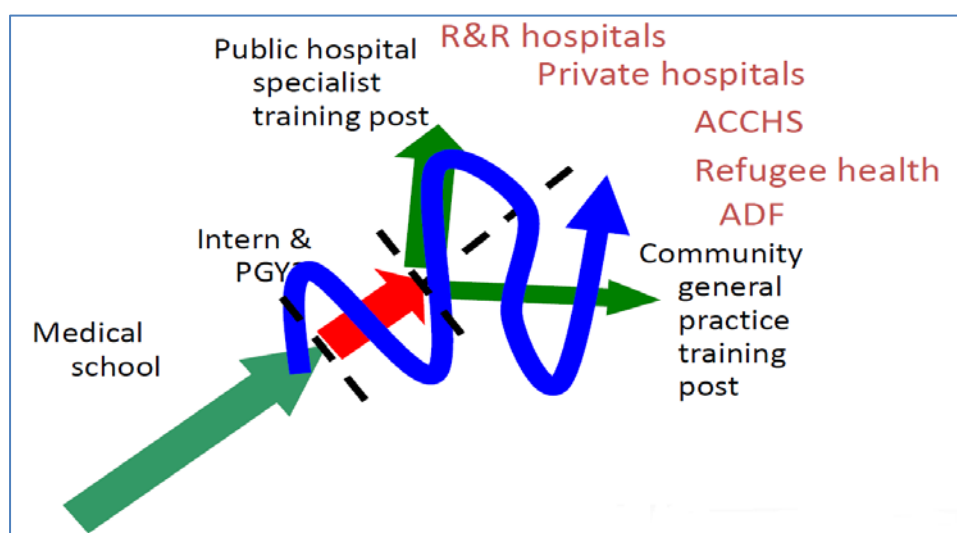 Public hospital
specialist
training post
R&R hospitals
Private hospitals
ACCHS
Refugee health
ADF
Intern &
Medical
school
Community
general
practice
training
post